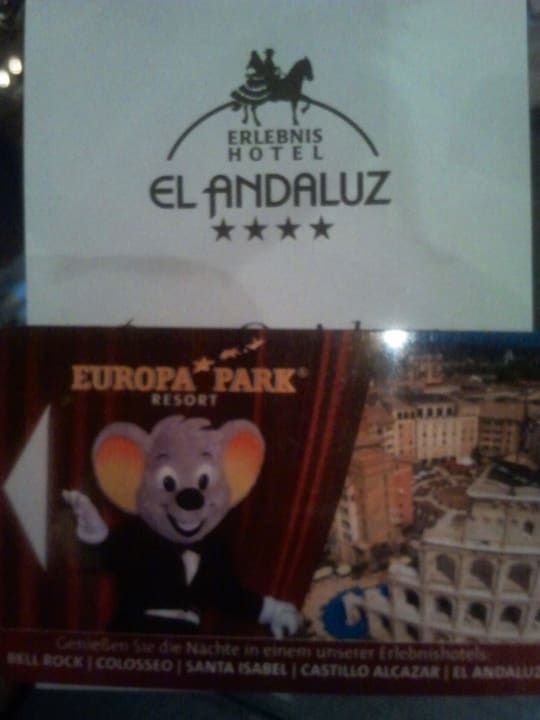 ERLEBNIS
HOTEL
EL ANDALUZ
★★★★
EUROPA PARK®
RESORT
Genießen Sie die Nächte in einem unserer Erlebnishotels:
BELL ROCK | COLOSSEO | SANTA ISABEL | CASTILLO ALCAZAR | EL ANDALUZ